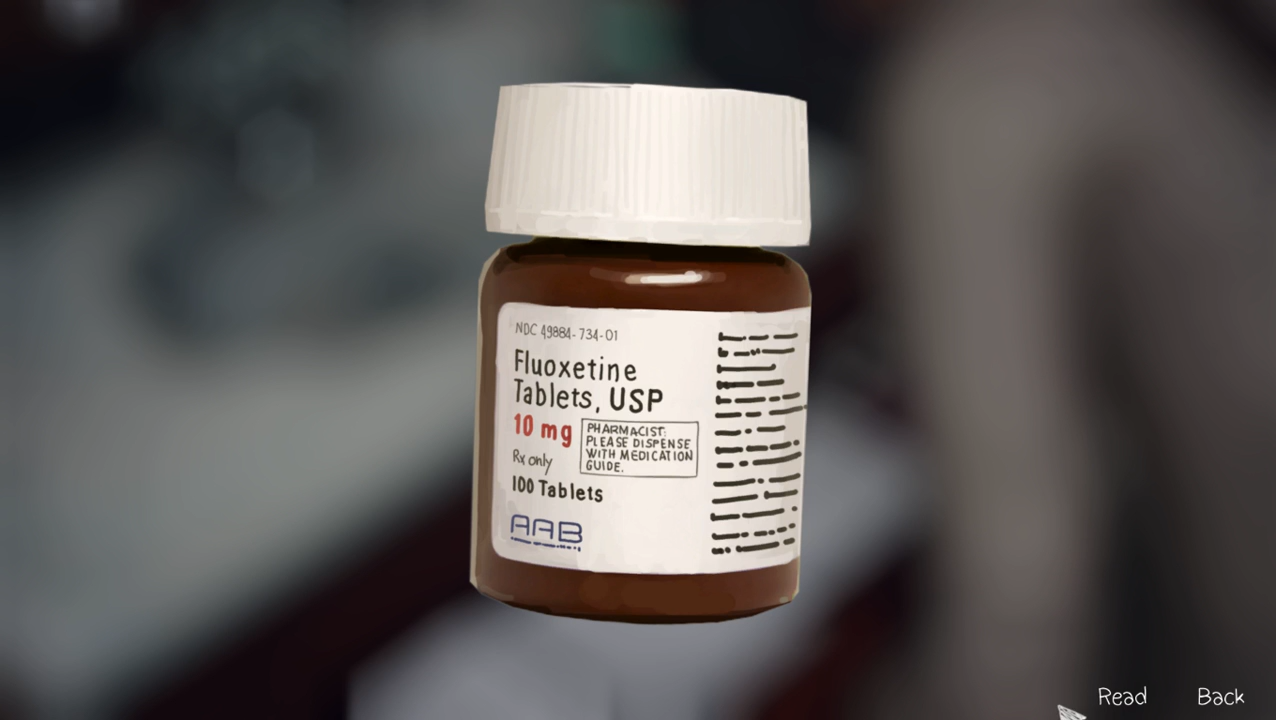 NDC 49884-734-01
Fluoxetine
Tablets, USP
10 mg
PHARMACIST:
PLEASE DISPENSE
WITH MEDICATION
GUIDE.
Rx only
100 Tablets
AAB
Read
Back